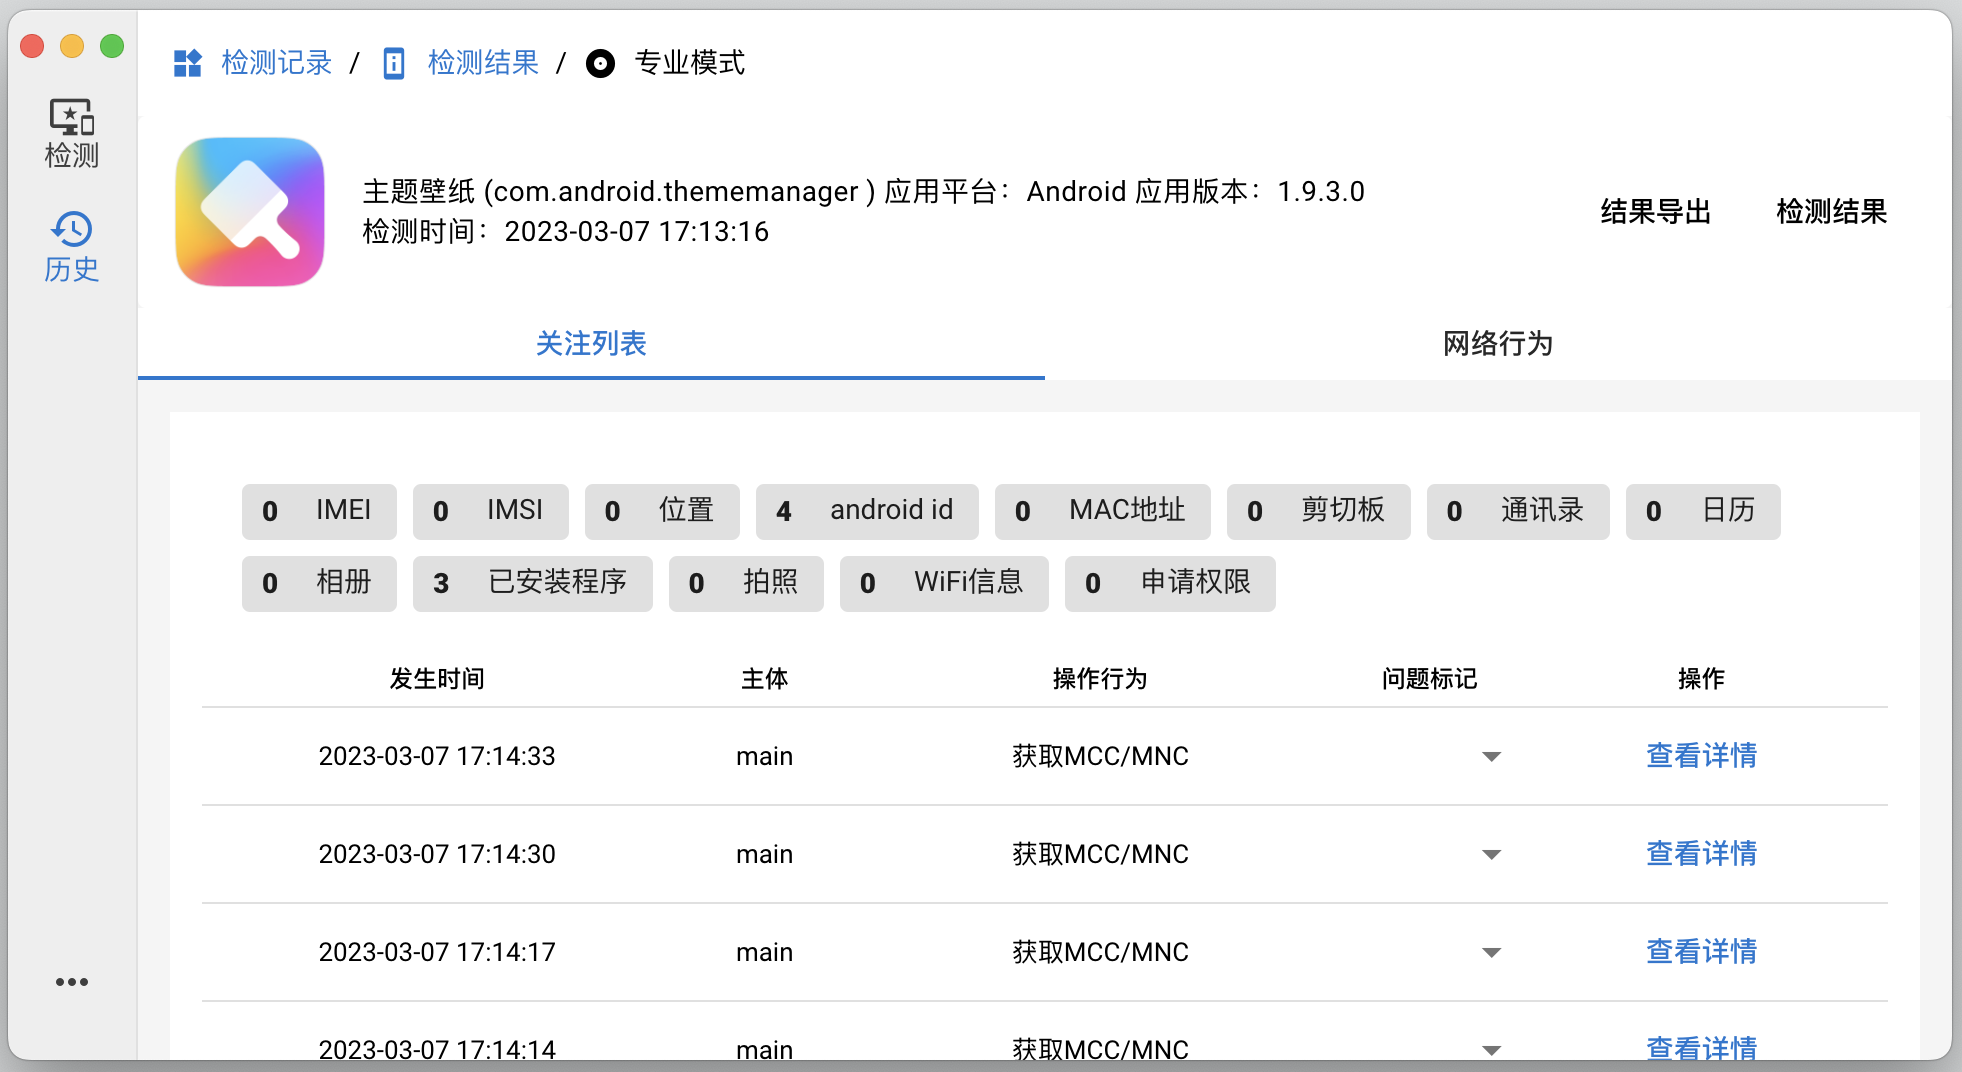 检测记录 / 检测结果 / 专业模式
检测
历史
主题壁纸 (com.android.thememanager ) 应用平台：Android 应用版本：1.9.3.0
检测时间：2023-03-07 17:13:16
结果导出 检测结果
关注列表 网络行为
0 IMEI 0 IMSI 0 位置 4 android id 0 MAC地址 0 剪切板 0 通讯录 0 日历
0 相册 3 已安装程序 0 拍照 0 WiFi信息 0 申请权限
发生时间 主体 操作行为 问题标记 操作
2023-03-07 17:14:33 main 获取MCC/MNC 查看详情
2023-03-07 17:14:30 main 获取MCC/MNC 查看详情
2023-03-07 17:14:17 main 获取MCC/MNC 查看详情
2023-03-07 17:14:14 main 获取MCC/MNC 查看详情